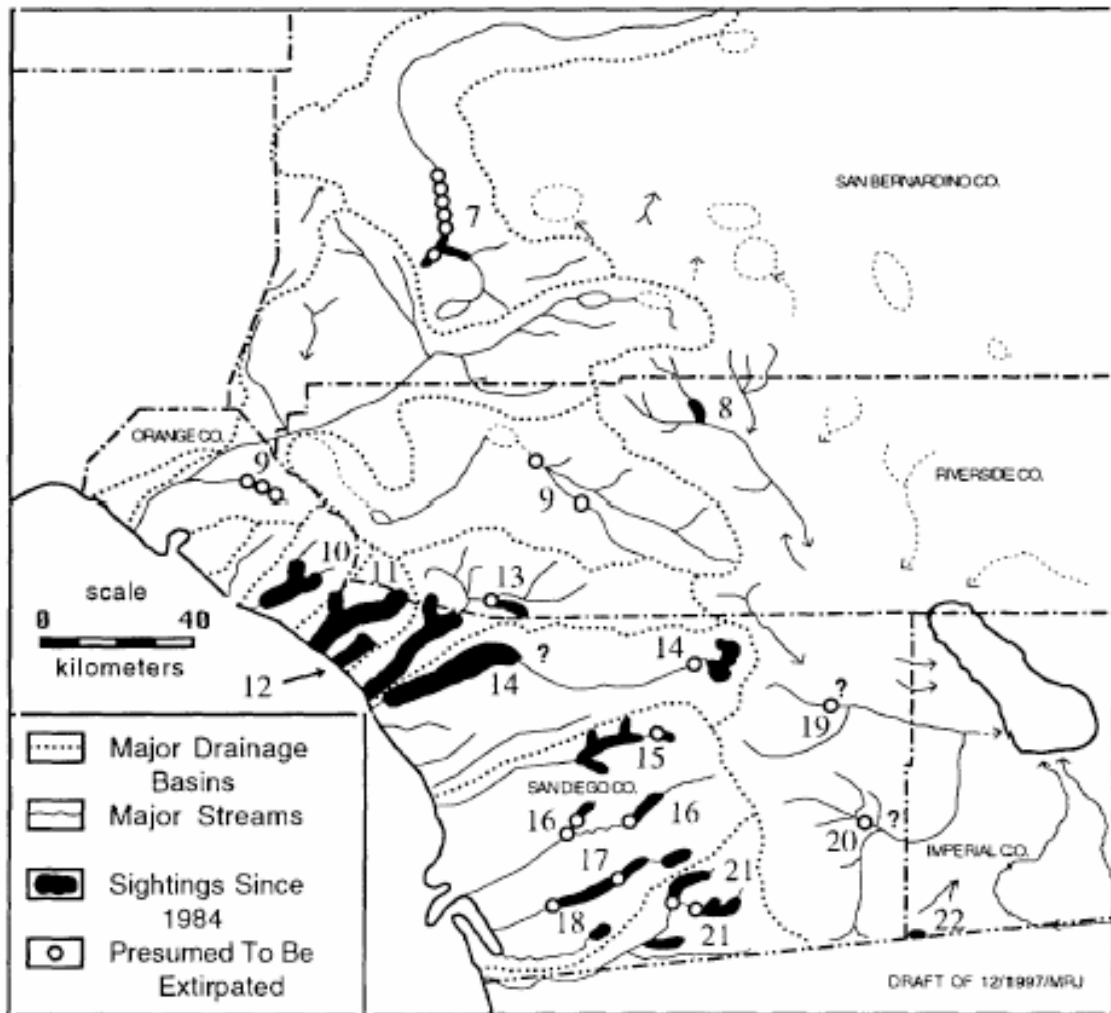 7
SAN BERNARDINO CO.
8
ORANGE CO.
9
9
RIVERSIDE CO.
10
11
13
scale
0 40
kilometers
12
14
?
14
?
19
15
SAN DIEGO CO.
16
16
17
20
?
IMPERIAL CO.
18
21
21
22
Major Drainage
Basins
Major Streams
Sightings Since
1984
Presumed To Be
Extirpated
DRAFT OF 12/1997/MRJ